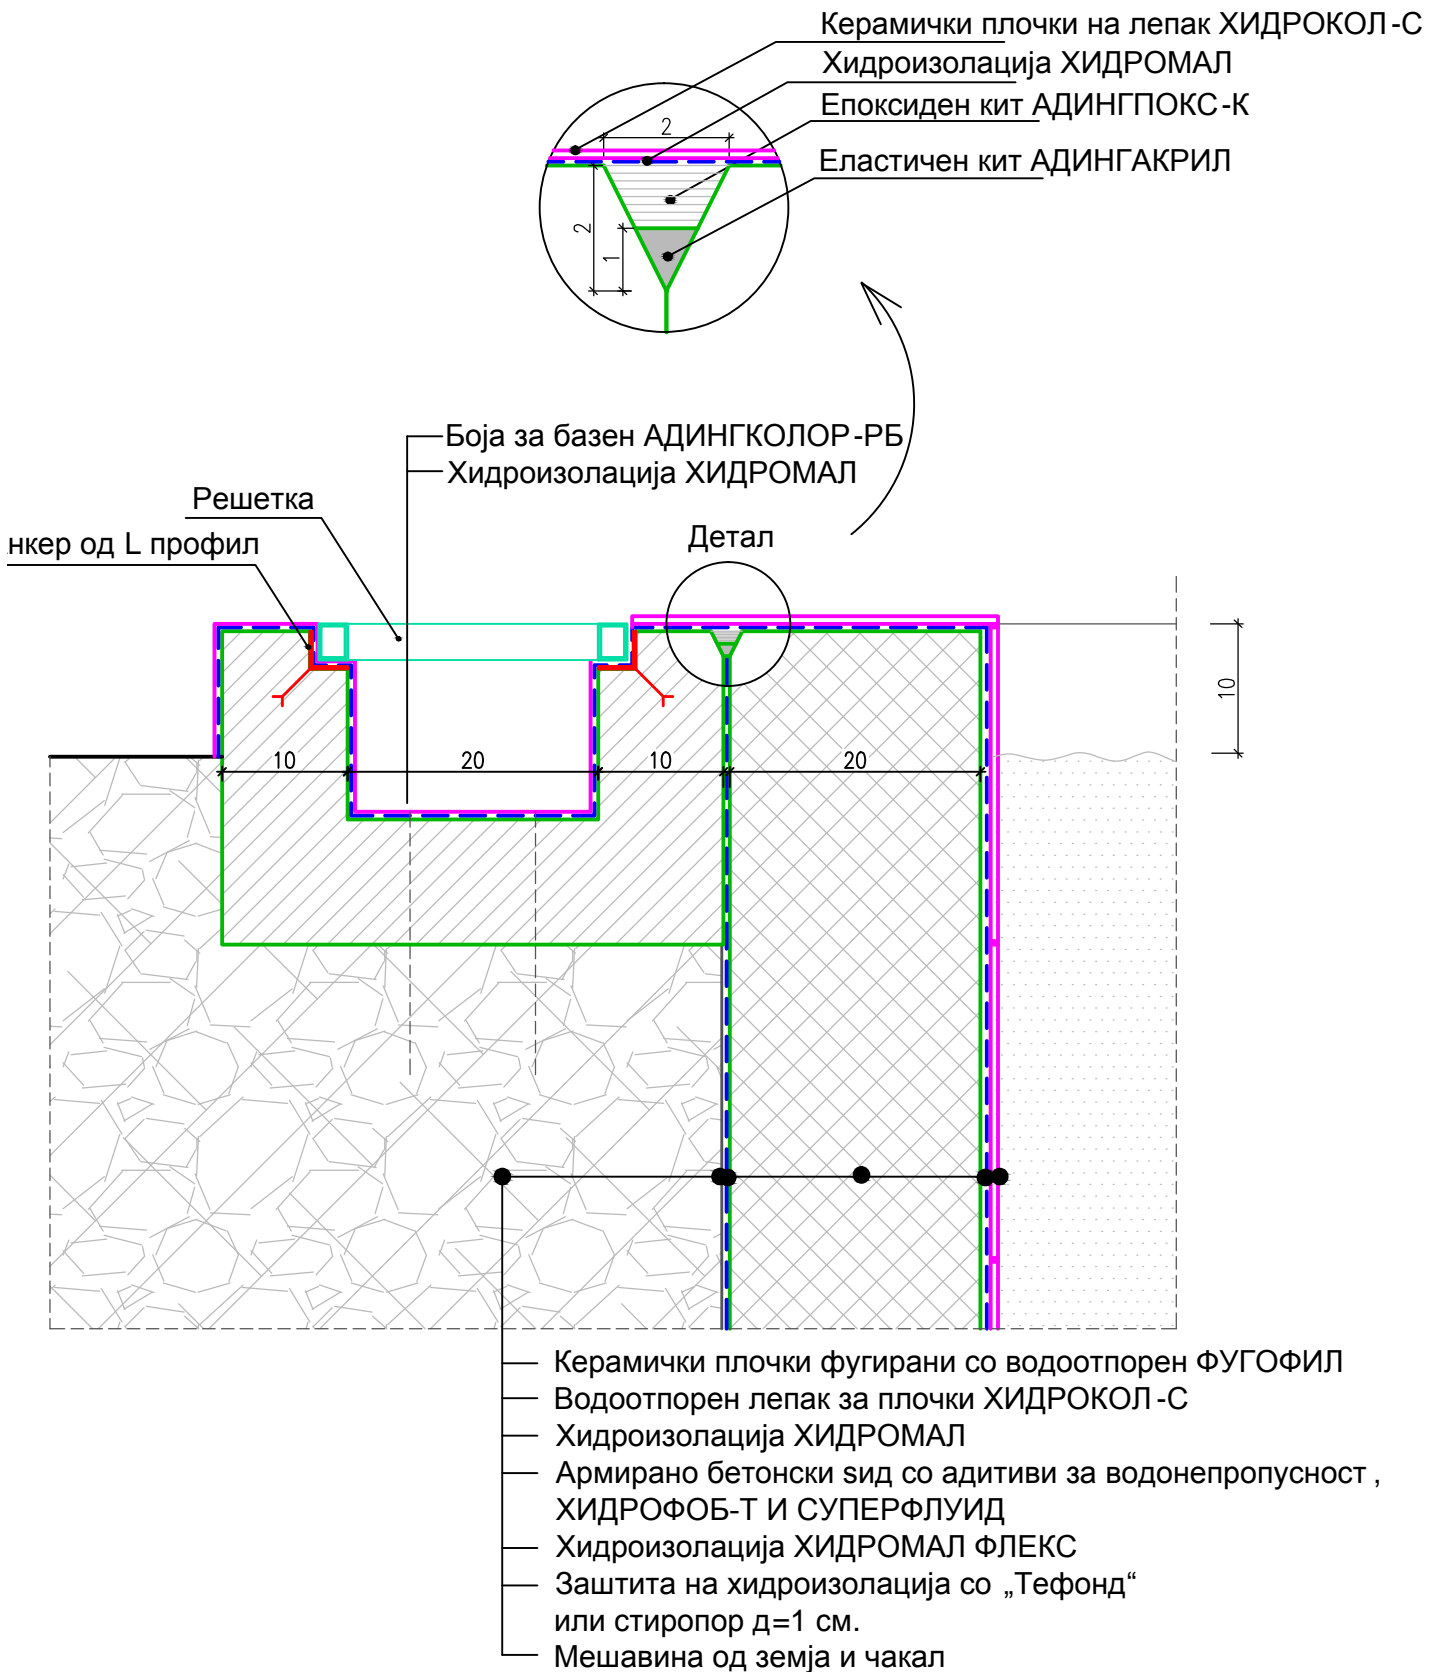 Керамички плочки на лепак ХИДРОКОЛ-С
Хидроизолација ХИДРОМАЛ
Епоксиден кит АДИНГПОКС-К
Еластичен кит АДИНГАКРИЛ
2
2
1
Боја за базен АДИНГКОЛОР-РБ
Хидроизолација ХИДРОМАЛ
Решетка
нкер од L профил
Детал
10
10
20
10
20
Керамички плочки фугирани со водоотпорен ФУГОФИЛ
Водоотпорен лепак за плочки ХИДРОКОЛ-С
Хидроизолација ХИДРОМАЛ
Армирано бетонски ѕид со адитиви за водонепропусност ,
ХИДРОФОБ-Т И СУПЕРФЛУИД
Хидроизолација ХИДРОМАЛ ФЛЕКС
Заштита на хидроизолација со „Тефонд“
или стиропор д=1 см.
Мешавина од земја и чакал